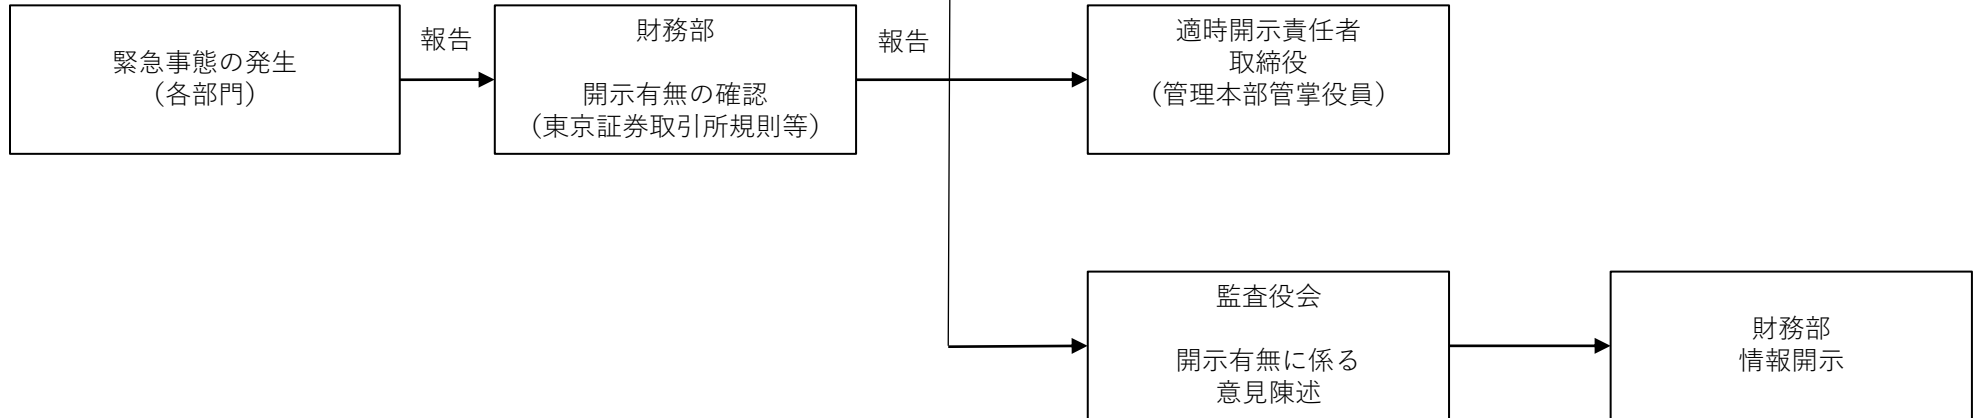 緊急事態の発生
（各部門）
報告
財務部
開示有無の確認
（東京証券取引所規則等）
報告
適時開示責任者
取締役
（管理本部管掌役員）
監査役会
開示有無に係る
意見陳述
財務部
情報開示